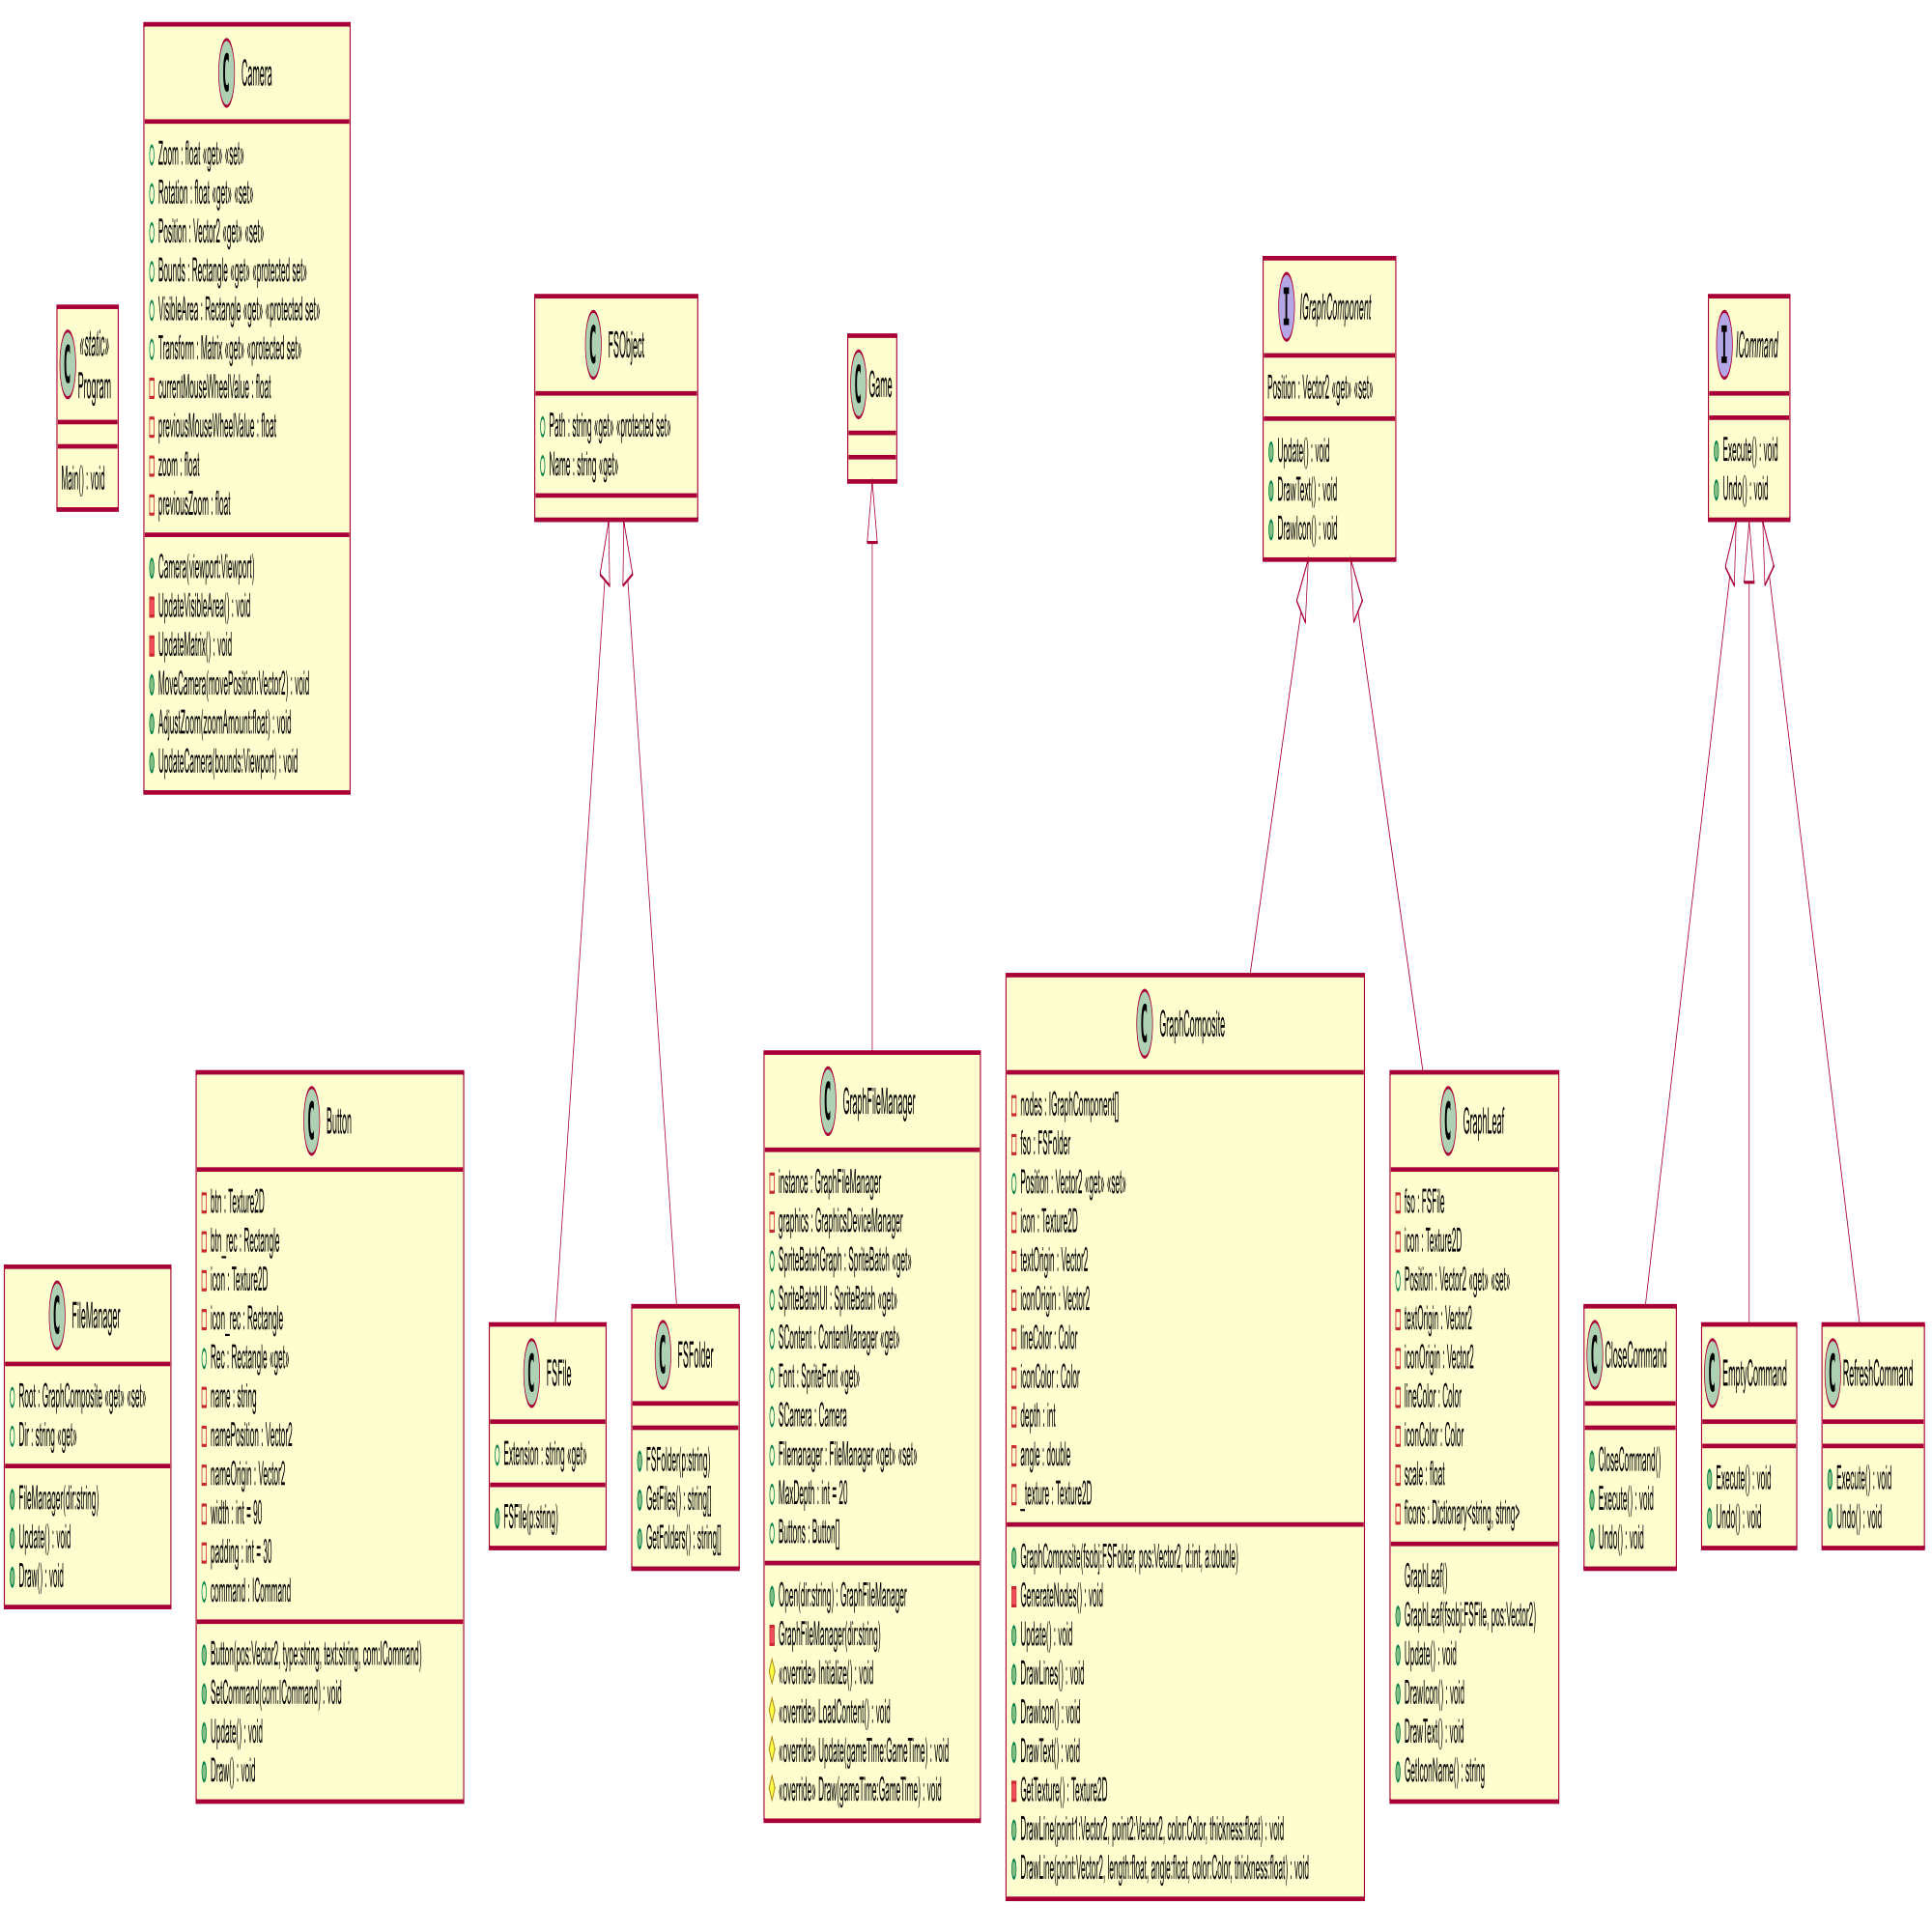 C Camera
Zoom : float «get» «set»
Rotation : float «get» «set»
Position : Vector2 «get» «set»
Bounds : Rectangle «get» «protected set»
VisibleArea : Rectangle «get» «protected set»
Transform : Matrix «get» «protected set»
currentMouseWheelValue : float
previousMouseWheelValue : float
zoom : float
previousZoom : float
Camera(viewport:Viewport)
UpdateVisibleArea() : void
UpdateMatrix() : void
MoveCamera(movePosition:Vector2) : void
AdjustZoom(zoomAmount:float) : void
UpdateCamera(bounds:Viewport) : void
«static»
C Program
Main() : void
C FSObject
Path : string «get» «protected set»
Name : string «get»
C Game
I IGraphComponent
Position : Vector2 «get» «set»
Update() : void
DrawText() : void
DrawIcon() : void
I ICommand
Execute() : void
Undo() : void
C FileManager
Root : GraphComposite «get» «set»
Dir : string «get»
FileManager(dir:string)
Update() : void
Draw() : void
C Button
btn : Texture2D
btn_rec : Rectangle
icon : Texture2D
icon_rec : Rectangle
Rec : Rectangle «get»
name : string
namePosition : Vector2
nameOrigin : Vector2
width : int = 90
padding : int = 30
command : ICommand
Button(pos:Vector2, type:string, text:string, com:ICommand)
SetCommand(com:ICommand) : void
Update() : void
Draw() : void
C FSFile
Extension : string «get»
FSFile(p:string)
C FSFolder
FSFolder(p:string)
GetFiles() : string[]
GetFolders() : string[]
C GraphFileManager
instance : GraphFileManager
graphics : GraphicsDeviceManager
SpriteBatchGraph : SpriteBatch «get»
SpriteBatchUI : SpriteBatch «get»
SContent : ContentManager «get»
Font : SpriteFont «get»
SCamera : Camera
Filemanager : FileManager «get» «set»
MaxDepth : int = 20
Buttons : Button[]
Open(dir:string) : GraphFileManager
GraphFileManager(dir:string)
«override» Initialize() : void
«override» LoadContent() : void
«override» Update(gameTime:GameTime) : void
«override» Draw(gameTime:GameTime) : void
C GraphComposite
nodes : IGraphComponent[]
fso : FSFolder
Position : Vector2 «get» «set»
icon : Texture2D
textOrigin : Vector2
iconOrigin : Vector2
lineColor : Color
iconColor : Color
depth : int
angle : double
_texture : Texture2D
GraphComposite(fsobj:FSFolder, pos:Vector2, d:int, a:double)
GenerateNodes() : void
Update() : void
DrawLines() : void
DrawIcon() : void
DrawText() : void
GetTexture() : Texture2D
DrawLine(point1:Vector2, point2:Vector2, color:Color, thickness:float) : void
DrawLine(point:Vector2, length:float, angle:float, color:Color, thickness:float) : void
C GraphLeaf
fso : FSFile
icon : Texture2D
Position : Vector2 «get» «set»
textOrigin : Vector2
iconOrigin : Vector2
lineColor : Color
iconColor : Color
scale : float
ficons : Dictionary<string, string>
GraphLeaf()
GraphLeaf(fsobj:FSFile, pos:Vector2)
Update() : void
DrawIcon() : void
DrawText() : void
GetIconName() : string
C CloseCommand
CloseCommand()
Execute() : void
Undo() : void
C EmptyCommand
Execute() : void
Undo() : void
C RefreshCommand
Execute() : void
Undo() : void